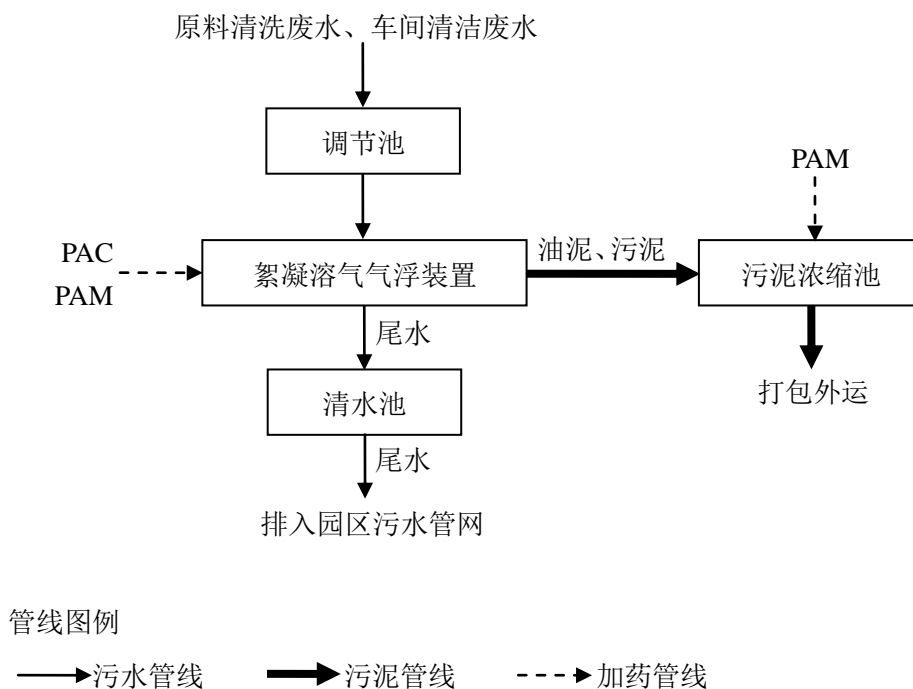 原料清洗废水、车间清洁废水
调节池
PAM
PAC
PAM
絮凝溶气气浮装置
油泥、污泥
污泥浓缩池
尾水
清水池
打包外运
尾水
排入园区污水管网
管线图例
污水管线
污泥管线
加药管线